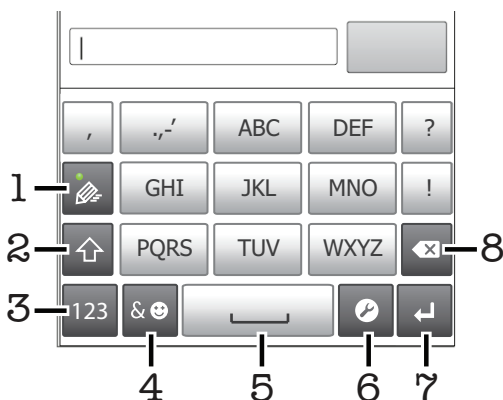 , .,-′ ABC DEF ?
1 GHI JKL MNO !
2 PQRS TUV WXYZ 8
3 123 &
4 5 6 7